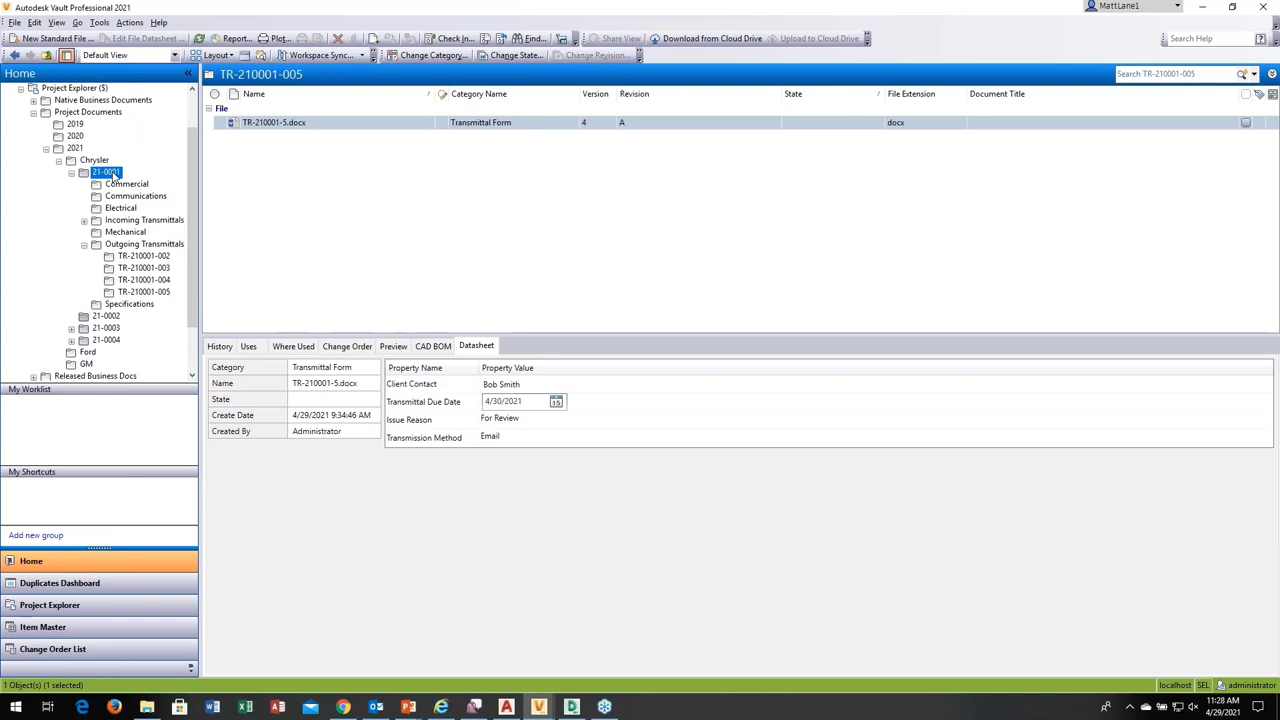 Autodesk Vault Professional 2021
MattLane1
File Edit View Go Tools Actions Help
New Standard File... Edit File Datasheet... Report... Plot... Check In... Find... Share View Download from Cloud Drive Upload to Cloud Drive Search Help
Default View Layout Workspace Sync... Change Category... Change State... Change Revision...
Home « TR-210001-005 Search TR-210001-005
Project Explorer ($)
Native Business Documents
Project Documents
2019
2020
2021
Chrysler
21-0001
Commercial
Communications
Electrical
Incoming Transmittals
Mechanical
Outgoing Transmittals
TR-210001-002
TR-210001-003
TR-210001-004
TR-210001-005
Specifications
21-0002
21-0003
21-0004
Ford
GM
Released Business Docs
Name Category Name Version Revision State File Extension Document Title
File
TR-210001-5.docx Transmittal Form 4 A docx
My Worklist
My Shortcuts
Add new group
Home
Duplicates Dashboard
Project Explorer
Item Master
Change Order List
»
History Uses Where Used Change Order Preview CAD BOM Datasheet
Category Transmittal Form
Name TR-210001-5.docx
State
Create Date 4/29/2021 9:34:46 AM
Created By Administrator
Property Name Property Value
Client Contact Bob Smith
Transmittal Due Date 4/30/2021 15
Issue Reason For Review
Transmission Method Email
1 Object(s) (1 selected) localhost SEL administrator
11:28 AM
4/29/2021